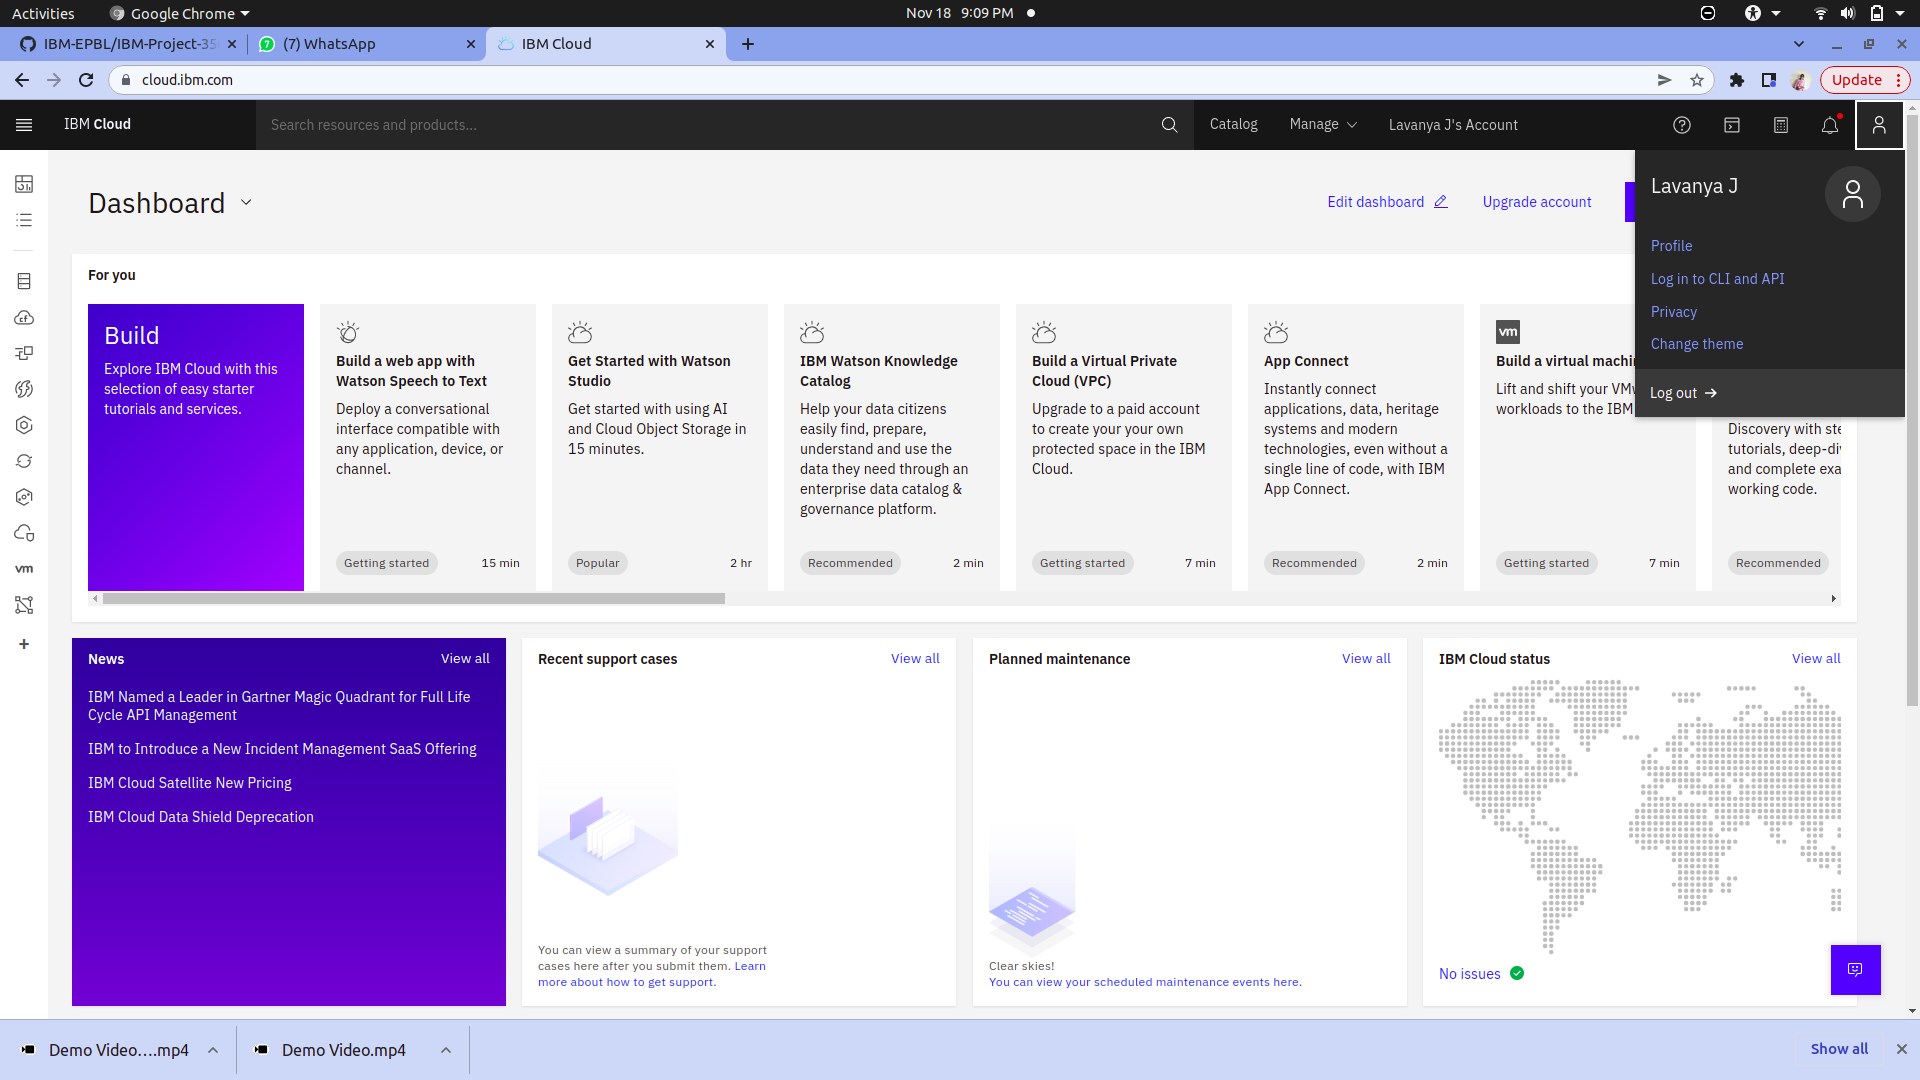 Activities
Google Chrome
Nov 18 9:09 PM
IBM-EPBL/IBM-Project-35
(7) WhatsApp
IBM Cloud
cloud.ibm.com
Update
IBM Cloud
Search resources and products...
Catalog
Manage
Lavanya J's Account
Dashboard
Edit dashboard
Upgrade account
Lavanya J
Profile
Log in to CLI and API
Privacy
Change theme
Log out
For you
Build
Explore IBM Cloud with this
selection of easy starter
tutorials and services.
Build a web app with
Watson Speech to Text
Deploy a conversational
interface compatible with
any application, device, or
channel.
Getting started
15 min
Get Started with Watson
Studio
Get started with using AI
and Cloud Object Storage in
15 minutes.
Popular
2 hr
IBM Watson Knowledge
Catalog
Help your data citizens
easily find, prepare,
understand and use the
data they need through an
enterprise data catalog &
governance platform.
Recommended
2 min
Build a Virtual Private
Cloud (VPC)
Upgrade to a paid account
to create your your own
protected space in the IBM
Cloud.
Getting started
7 min
App Connect
Instantly connect
applications, data, heritage
systems and modern
technologies, even without a
single line of code, with IBM
App Connect.
Recommended
2 min
vm
Build a virtual machin
Lift and shift your VMw
workloads to the IBM
Getting started
7 min
Discovery with ste
tutorials, deep-di
and complete exa
working code.
Recommended
vm
News
View all
IBM Named a Leader in Gartner Magic Quadrant for Full Life
Cycle API Management
IBM to Introduce a New Incident Management SaaS Offering
IBM Cloud Satellite New Pricing
IBM Cloud Data Shield Deprecation
Recent support cases
View all
You can view a summary of your support
cases here after you submit them. Learn
more about how to get support.
Planned maintenance
View all
Clear skies!
You can view your scheduled maintenance events here.
IBM Cloud status
View all
No issues
Demo Video....mp4
Demo Video.mp4
Show all